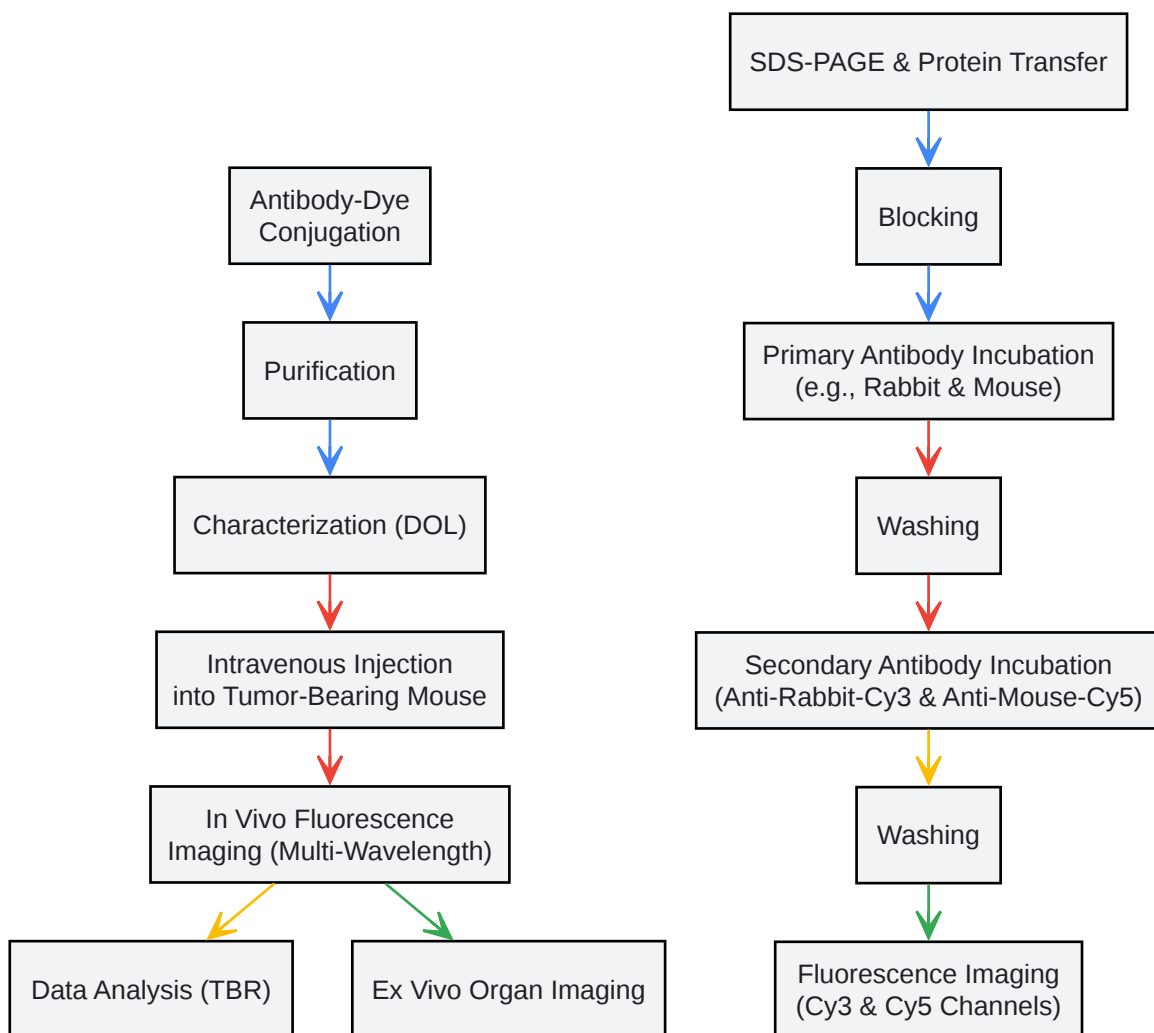 Antibody-Dye
Conjugation
Purification
Characterization (DOL)
Intravenous Injection
into Tumor-Bearing Mouse
In Vivo Fluorescence
Imaging (Multi-Wavelength)
Data Analysis (TBR)
Ex Vivo Organ Imaging
SDS-PAGE & Protein Transfer
Blocking
Primary Antibody Incubation
(e.g., Rabbit & Mouse)
Washing
Secondary Antibody Incubation
(Anti-Rabbit-Cy3 & Anti-Mouse-Cy5)
Washing
Fluorescence Imaging
(Cy3 & Cy5 Channels)